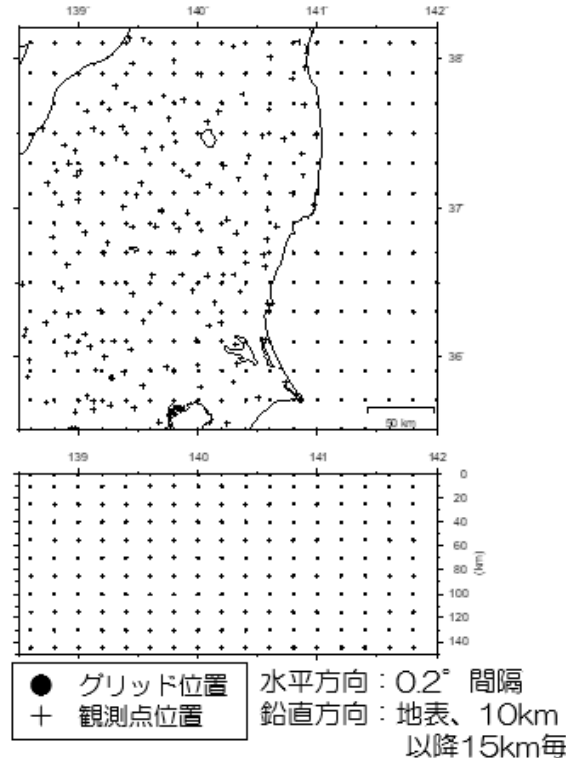 139° 140° 141° 142°
38°
37°
36°
50 km
139 140 141 142
0
20
40
60
80
100
120
140
(km)
● グリッド位置
+ 観測点位置
水平方向：0.2° 間隔
鉛直方向：地表、10km
以降15km毎